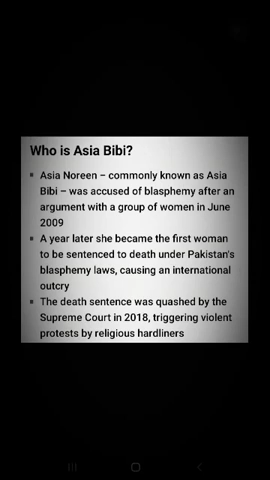 Who is Asia Bibi?
▪ Asia Noreen – commonly known as Asia
Bibi – was accused of blasphemy after an
argument with a group of women in June
2009
▪ A year later she became the first woman
to be sentenced to death under Pakistan's
blasphemy laws, causing an international
outcry
▪ The death sentence was quashed by the
Supreme Court in 2018, triggering violent
protests by religious hardliners